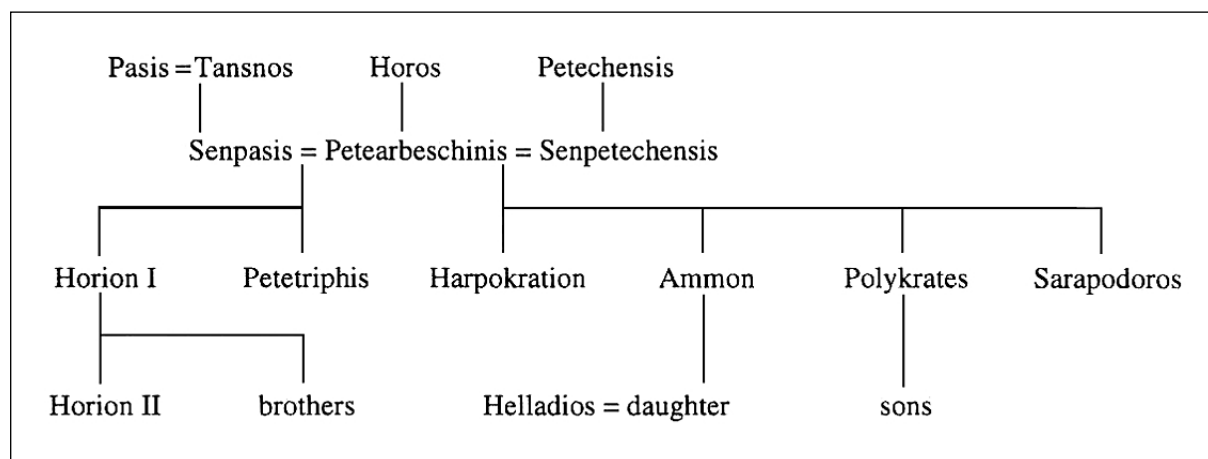 Pasis = Tansnos Horos Petechensis
Senpasis = Petearbeschinis = Senpetechensis
Horion I Petetriphis Harpokration Ammon Polykrates Sarapodoros
Horion II brothers Helladios = daughter sons